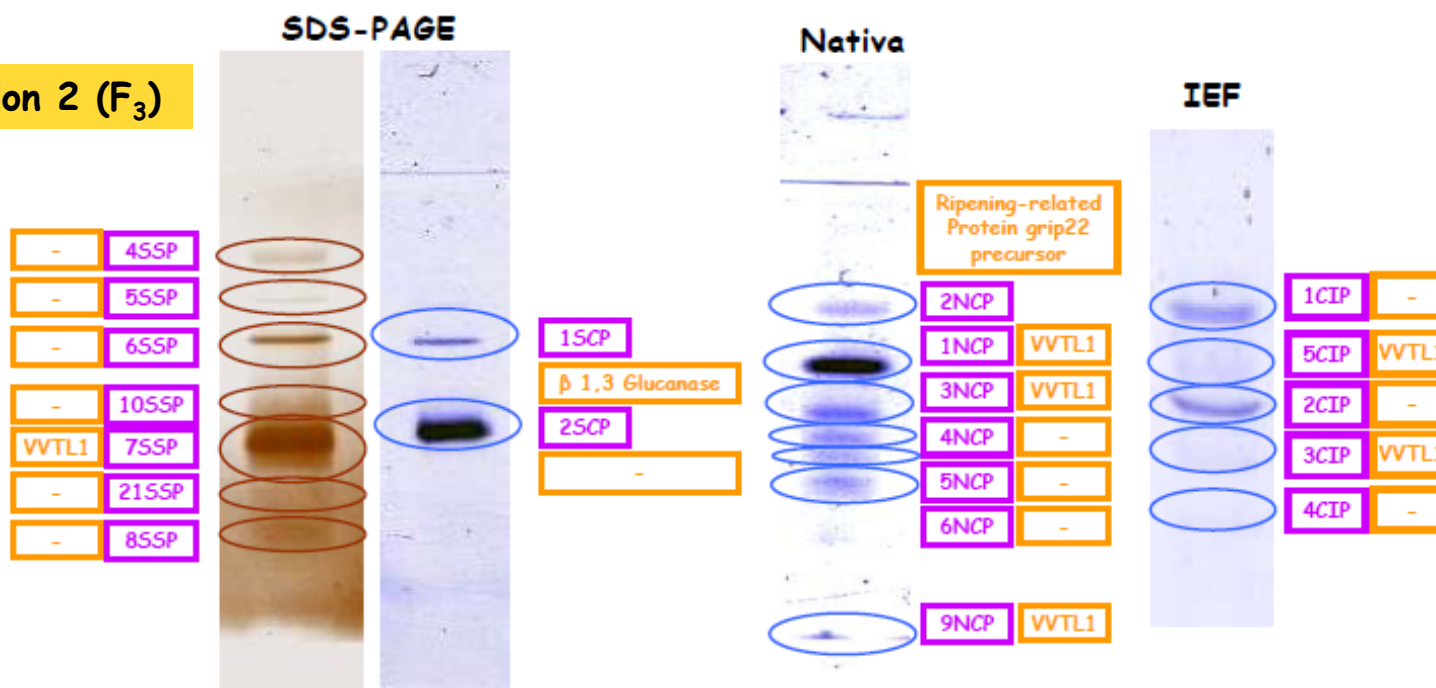 SDS-PAGE
Nativa
IEF
on 2 (F₃)
- 4SSP
- 5SSP
- 6SSP
- 10SSP
VVTL1 7SSP
- 21SSP
- 8SSP
1SCP
β 1,3 Glucanase
2SCP
-
Ripening-related
Protein grip22
precursor
2NCP
1NCP VVTL1
3NCP VVTL1
4NCP -
5NCP -
6NCP -
9NCP VVTL1
1CIP -
5CIP VVTL1
2CIP -
3CIP VVTL1
4CIP -